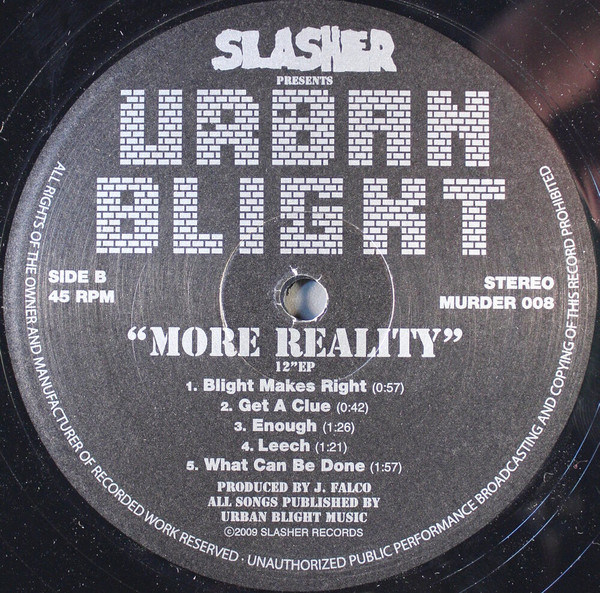 SLASHER
PRESENTS
URBAN
BLIGHT
SIDE B
45 RPM
STEREO
MURDER 008
“MORE REALITY”
12”EP
1. Blight Makes Right (0:57)
2. Get A Clue (0:42)
3. Enough (1:26)
4. Leech (1:21)
5. What Can Be Done (1:57)
PRODUCED BY J. FALCO
ALL SONGS PUBLISHED BY
URBAN BLIGHT MUSIC
©2009 SLASHER RECORDS
ALL RIGHTS OF THE OWNER AND MANUFACTURER OF RECORDED WORK RESERVED · UNAUTHORIZED PUBLIC PERFORMANCE BROADCASTING AND COPYING OF THIS RECORD PROHIBITED